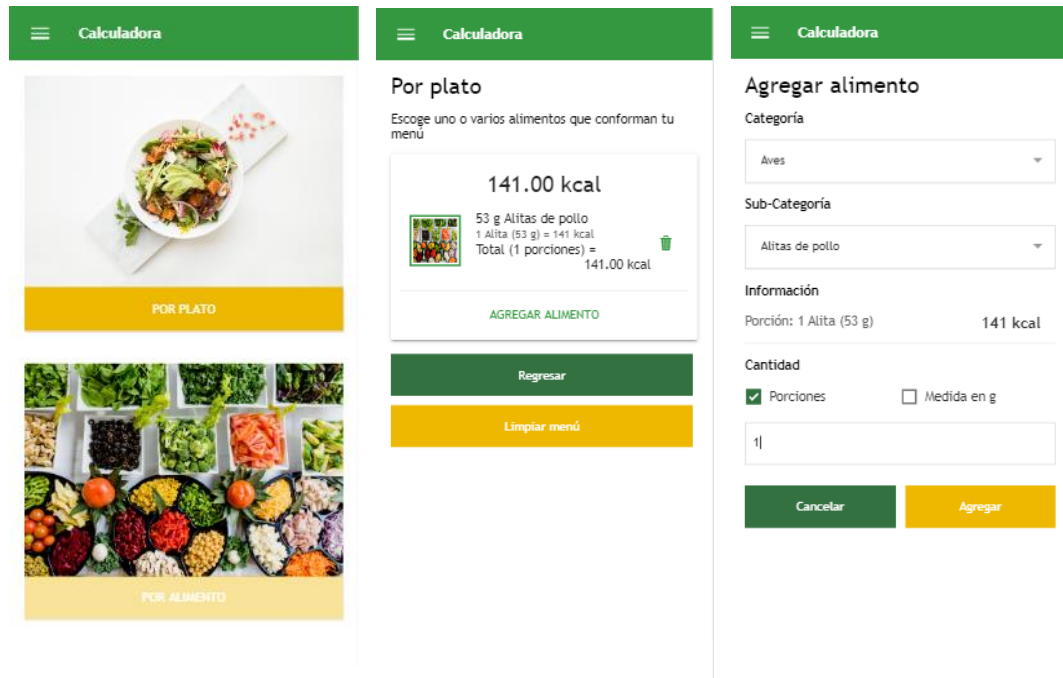 Calculadora
POR PLATO
POR ALIMENTO
Calculadora
Por plato
Escoge uno o varios alimentos que conforman tu
menú
141.00 kcal
53 g Alitas de pollo
1 Alita (53 g) = 141 kcal
Total (1 porciones) =
141.00 kcal
AGREGAR ALIMENTO
Regresar
Limpiar menú
Calculadora
Agregar alimento
Categoría
Aves
Sub-Categoría
Alitas de pollo
Información
Porción: 1 Alita (53 g) 141 kcal
Cantidad
Porciones Medida en g
1
Cancelar Agregar